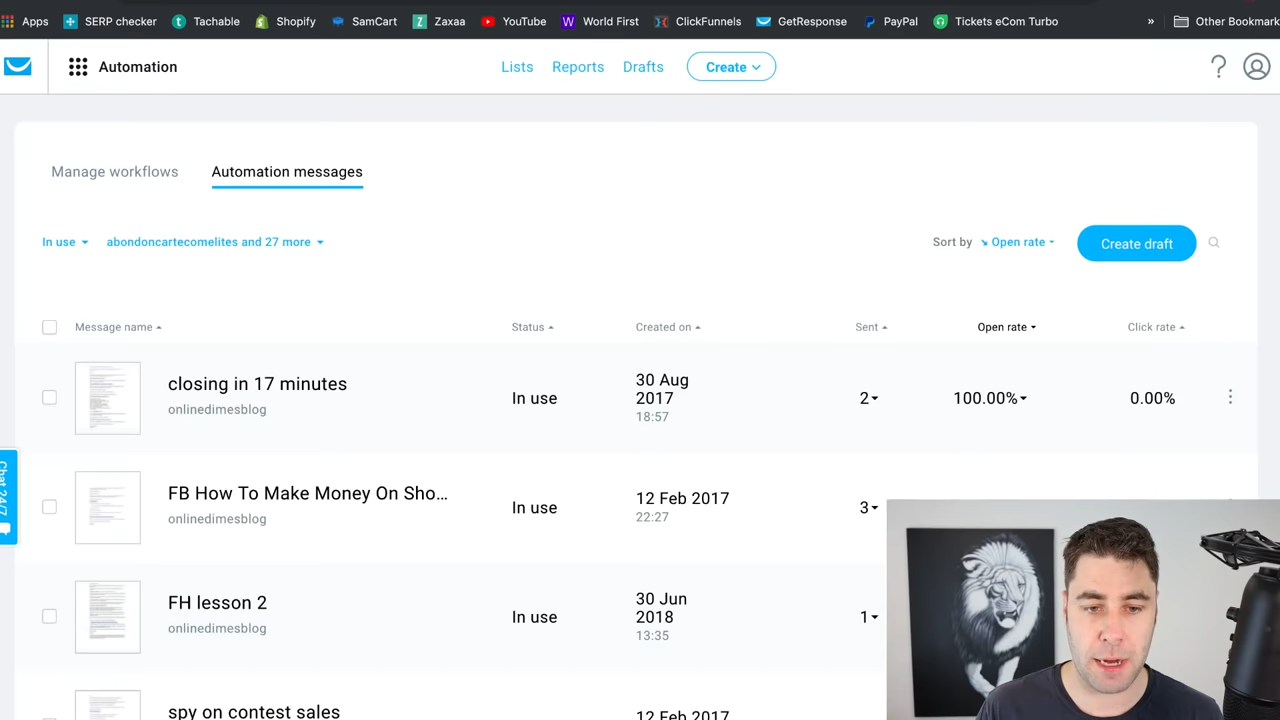 Apps
SERP checker
Tachable
Shopify
SamCart
Zaxaa
YouTube
World First
ClickFunnels
GetResponse
PayPal
Tickets eCom Turbo
»
Other Bookmark
Automation
Lists
Reports
Drafts
Create
?
Manage workflows
Automation messages
In use
abondoncartecomelites and 27 more
Sort by
Open rate
Create draft
Message name
Status
Created on
Sent
Open rate
Click rate
closing in 17 minutes
onlinedimesblog
In use
30 Aug
2017
18:57
2
100.00%
0.00%
FB How To Make Money On Sho...
onlinedimesblog
In use
12 Feb 2017
22:27
3
FH lesson 2
onlinedimesblog
In use
30 Jun
2018
13:35
1
spy on contest sales
12 Feb 2017
Chat 24/7